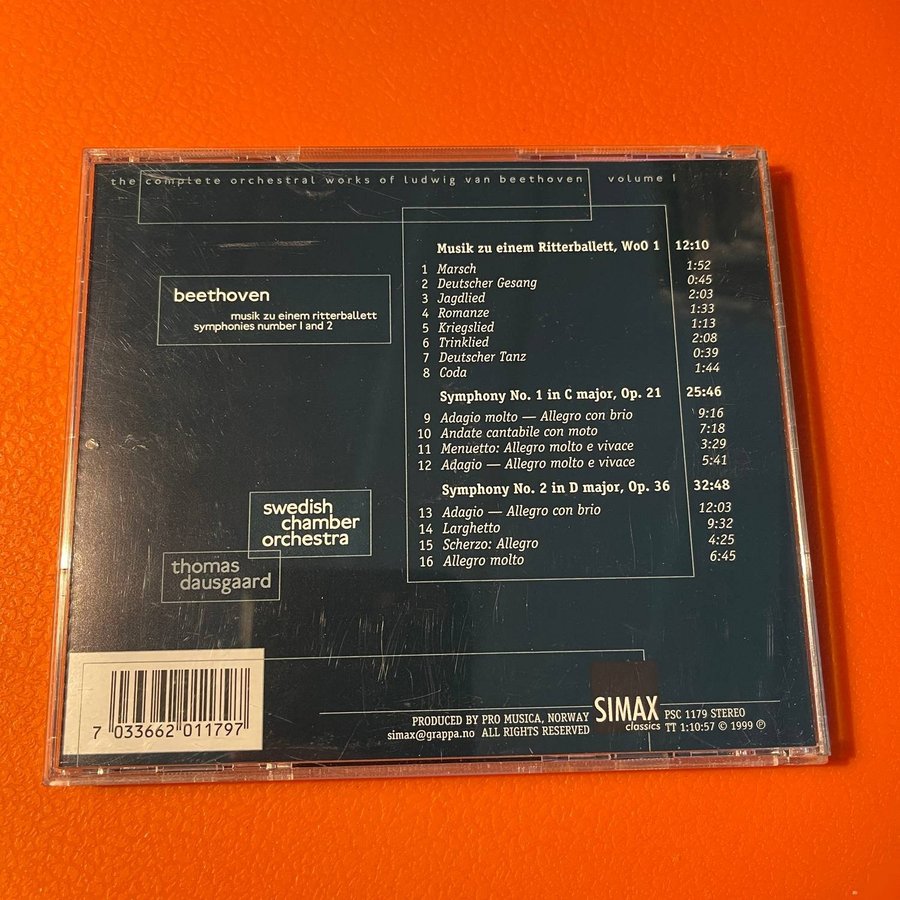 the complete orchestral works of ludwig van beethoven volume 1
beethoven
musik zu einem ritterballett
symphonies number 1 and 2
Musik zu einem Ritterballett, WoO 1 12:10
1 Marsch 1:52
2 Deutscher Gesang 0:45
3 Jagdlied 2:03
4 Romanze 1:33
5 Kriegslied 1:13
6 Trinklied 2:08
7 Deutscher Tanz 0:39
8 Coda 1:44
Symphony No. 1 in C major, Op. 21 25:46
9 Adagio molto — Allegro con brio 9:16
10 Andate cantabile con moto 7:18
11 Menuetto: Allegro molto e vivace 3:29
12 Adagio — Allegro molto e vivace 5:41
Symphony No. 2 in D major, Op. 36 32:48
13 Adagio — Allegro con brio 12:03
14 Larghetto 9:32
15 Scherzo: Allegro 4:25
16 Allegro molto 6:45
swedish
chamber
orchestra
thomas
dausgaard
7 033662 011797
PRODUCED BY PRO MUSICA, NORWAY
simax@grappa.no ALL RIGHTS RESERVED
SIMAX
classics
PSC 1179 STEREO
TT 1:10:57 © 1999 ℗